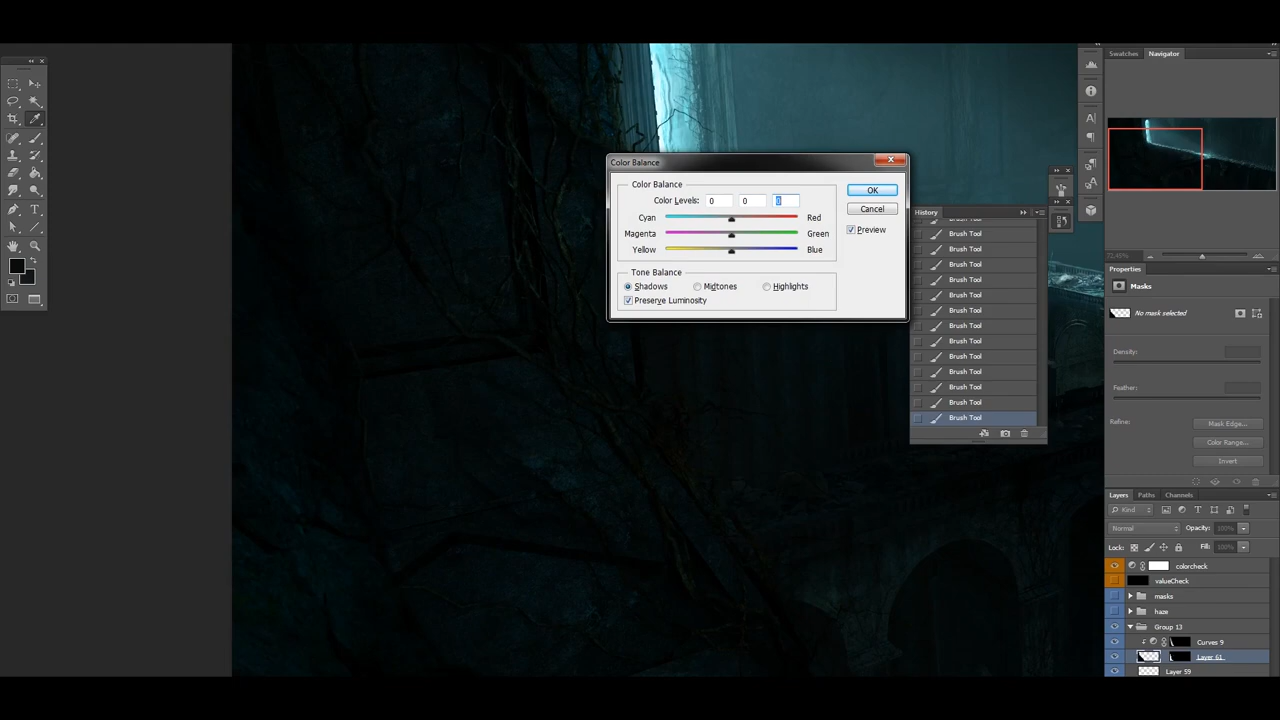 Swatches Navigator
Color Balance
Color Balance
Color Levels: 0 0 0
OK
Cyan Red
Cancel
Magenta Green
Preview
Yellow Blue
Tone Balance
Shadows Midtones Highlights
Preserve Luminosity
History
Brush Tool
Brush Tool
Brush Tool
Brush Tool
Brush Tool
Brush Tool
Brush Tool
Brush Tool
Brush Tool
Brush Tool
Brush Tool
Brush Tool
Brush Tool
Properties
Masks
No mask selected
Density:
Feather:
Refine:
Mask Edge...
Color Range...
Invert
Layers Paths Channels
Kind
Normal Opacity: 100%
Lock: Fill: 100%
colorcheck
valueCheck
masks
haze
Group 13
Curves 9
Layer 61
Layer 59